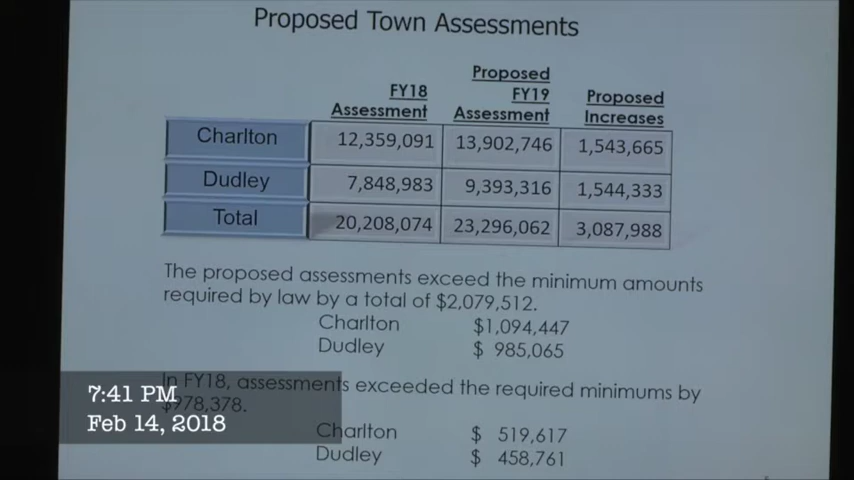 Proposed Town Assessments
FY18 Assessment Proposed FY19 Assessment Proposed Increases
Charlton 12,359,091 13,902,746 1,543,665
Dudley 7,848,983 9,393,316 1,544,333
Total 20,208,074 23,296,062 3,087,988
The proposed assessments exceed the minimum amounts
required by law by a total of $2,079,512.
Charlton $1,094,447
Dudley $ 985,065
In FY18, assessments exceeded the required minimums by
$978,378.
Charlton $ 519,617
Dudley $ 458,761
7:41 PM
Feb 14, 2018